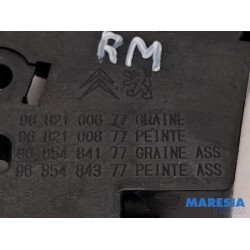 RM
96 821 006 77 GRAINE
96 821 008 77 PEINTE
96 854 841 77 GRAINE ASS
96 854 843 77 PEINTE ASS
MARESIA